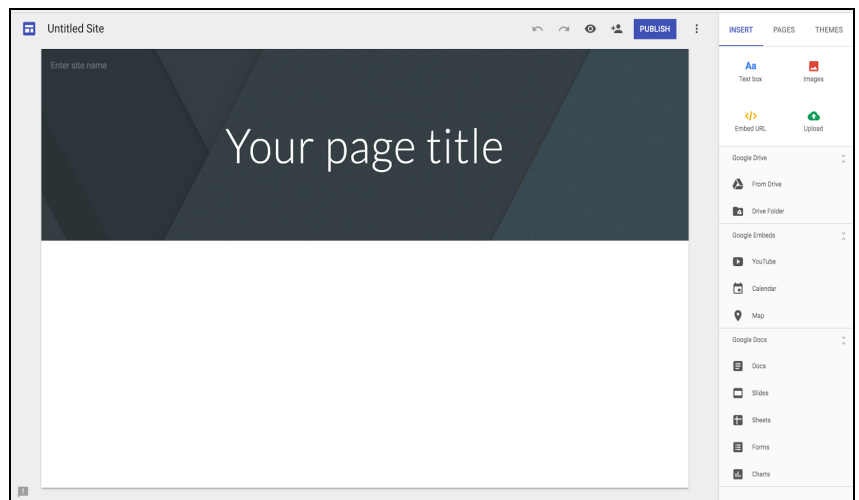 Untitled Site
PUBLISH
INSERT PAGES THEMES
Enter site name
Your page title
Aa
Text box Images
</>
Embed URL Upload
Google Drive
From Drive
Drive Folder
Google Embeds
YouTube
Calendar
Map
Google Docs
Docs
Slides
Sheets
Forms
Charts